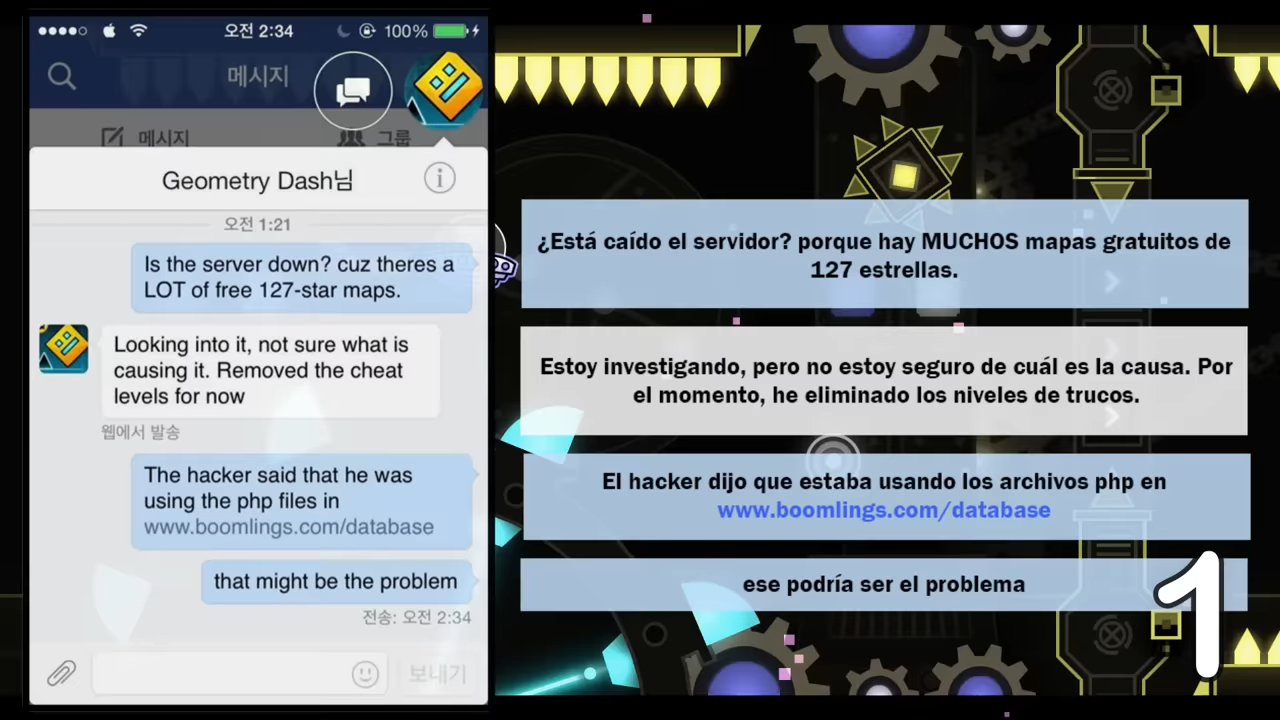 오전 2:34
100%
메시지
메시지
그룹
Geometry Dash님
오전 1:21
Is the server down? cuz theres a
LOT of free 127-star maps.
Looking into it, not sure what is
causing it. Removed the cheat
levels for now
웹에서 발송
The hacker said that he was
using the php files in
www.boomlings.com/database
that might be the problem
전송: 오전 2:34
보내기
¿Está caído el servidor? porque hay MUCHOS mapas gratuitos de
127 estrellas.
Estoy investigando, pero no estoy seguro de cuál es la causa. Por
el momento, he eliminado los niveles de trucos.
El hacker dijo que estaba usando los archivos php en
www.boomlings.com/database
ese podría ser el problema
1